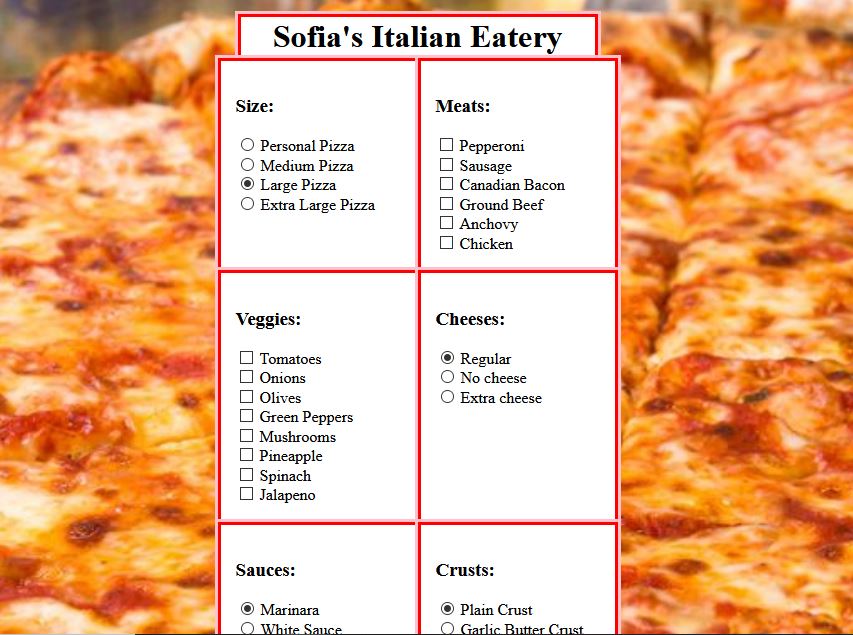 Sofia's Italian Eatery
Size:
Personal Pizza
Medium Pizza
Large Pizza
Extra Large Pizza
Meats:
Pepperoni
Sausage
Canadian Bacon
Ground Beef
Anchovy
Chicken
Veggies:
Tomatoes
Onions
Olives
Green Peppers
Mushrooms
Pineapple
Spinach
Jalapeno
Cheeses:
Regular
No cheese
Extra cheese
Sauces:
Marinara
White Sauce
Crusts:
Plain Crust
Garlic Butter Crust